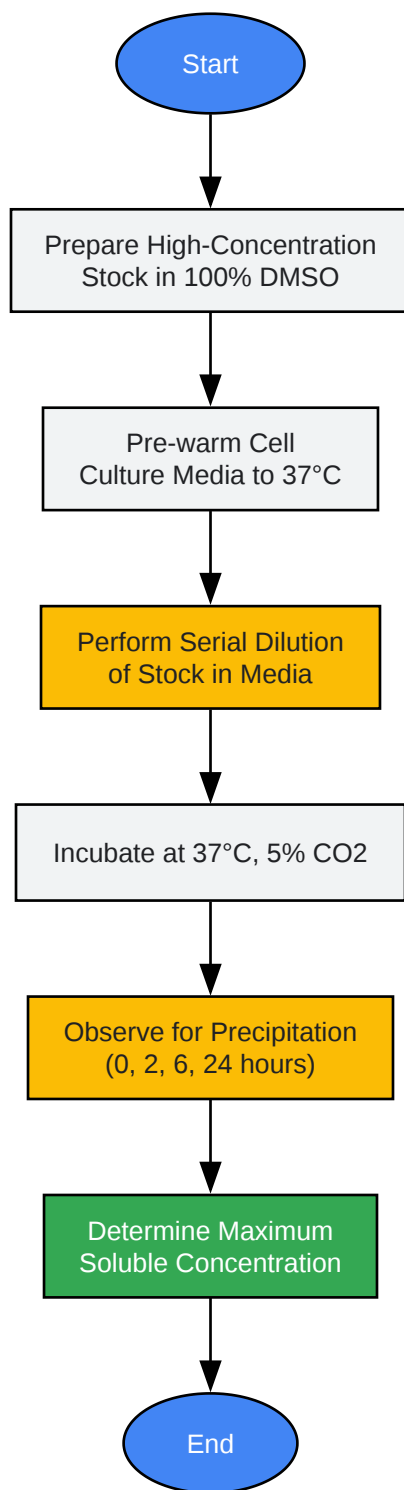 Start
Prepare High-Concentration
Stock in 100% DMSO
Pre-warm Cell
Culture Media to 37°C
Perform Serial Dilution
of Stock in Media
Incubate at 37°C, 5% CO2
Observe for Precipitation
(0, 2, 6, 24 hours)
Determine Maximum
Soluble Concentration
End